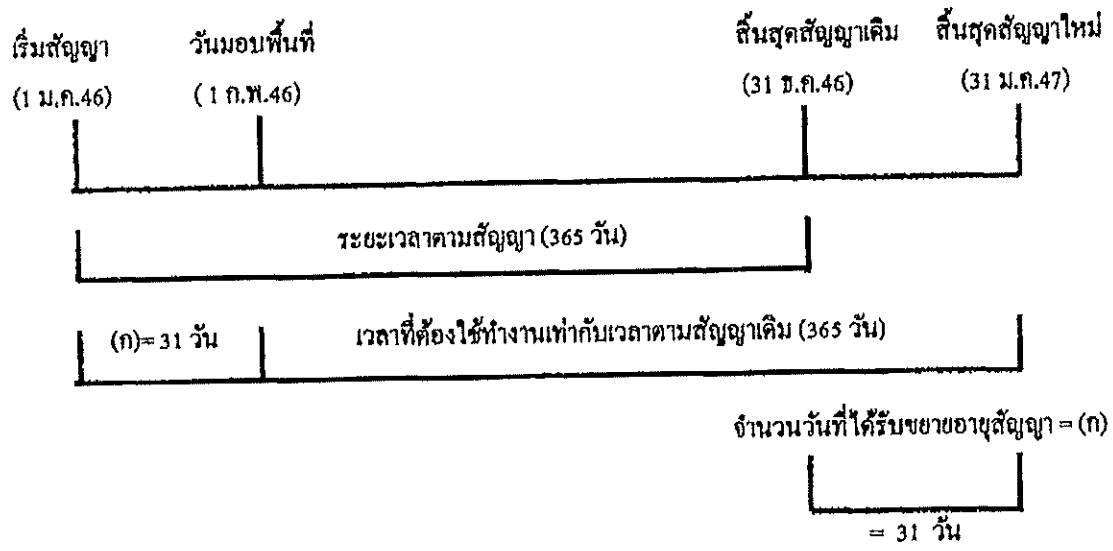 เริ่มสัญญา
(1 ม.ค.46)
วันมอบพื้นที่
( 1 ก.พ.46)
สิ้นสุดสัญญาเดิม
(31 ธ.ค.46)
สิ้นสุดสัญญาใหม่
(31 ม.ค.47)
ระยะเวลาตามสัญญา (365 วัน)
(ก)= 31 วัน
เวลาที่ต้องใช้ทำงานเท่ากับเวลาตามสัญญาเดิม (365 วัน)
จำนวนวันที่ได้รับขยายอายุสัญญา = (ก)
= 31 วัน